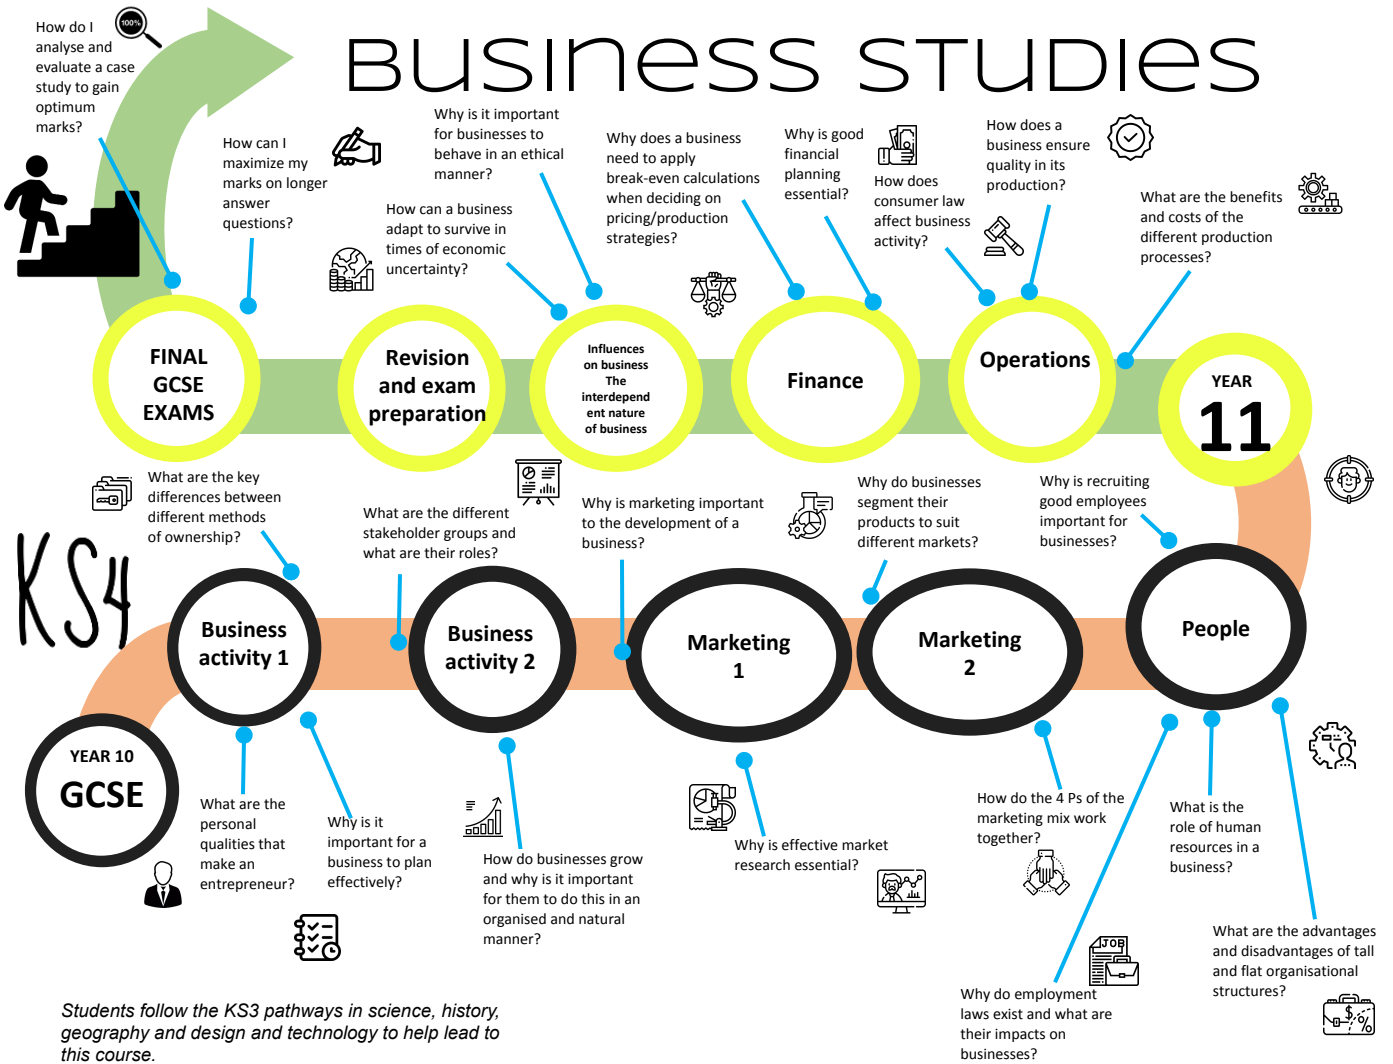 BUSINESS STUDIES
How do I
analyse and
evaluate a case
study to gain
optimum
marks?
100%
How can I
maximize my
marks on longer
answer
questions?
How can a business
adapt to survive in
times of economic
uncertainty?
Why is it important
for businesses to
behave in an ethical
manner?
Why does a business
need to apply
break-even calculations
when deciding on
pricing/production
strategies?
Why is good
financial
planning
essential?
How does
consumer law
affect business
activity?
How does a
business ensure
quality in its
production?
What are the benefits
and costs of the
different production
processes?
FINAL
GCSE
EXAMS
Revision
and exam
preparation
Influences
on business
The
interdepend
ent nature
of business
Finance
Operations
YEAR
11
What are the key
differences between
different methods
of ownership?
What are the different
stakeholder groups and
what are their roles?
Why is marketing important
to the development of a
business?
Why do businesses
segment their
products to suit
different markets?
Why is recruiting
good employees
important for
businesses?
KS4
Business
activity 1
Business
activity 2
Marketing
1
Marketing
2
People
YEAR 10
GCSE
What are the
personal
qualities that
make an
entrepreneur?
Why is it
important for a
business to plan
effectively?
How do businesses grow
and why is it important
for them to do this in an
organised and natural
manner?
Why is effective market
research essential?
How do the 4 Ps of the
marketing mix work
together?
What is the
role of human
resources in a
business?
JOB
Why do employment
laws exist and what are
their impacts on
businesses?
What are the advantages
and disadvantages of tall
and flat organisational
structures?
$ %
Students follow the KS3 pathways in science, history,
geography and design and technology to help lead to
this course.